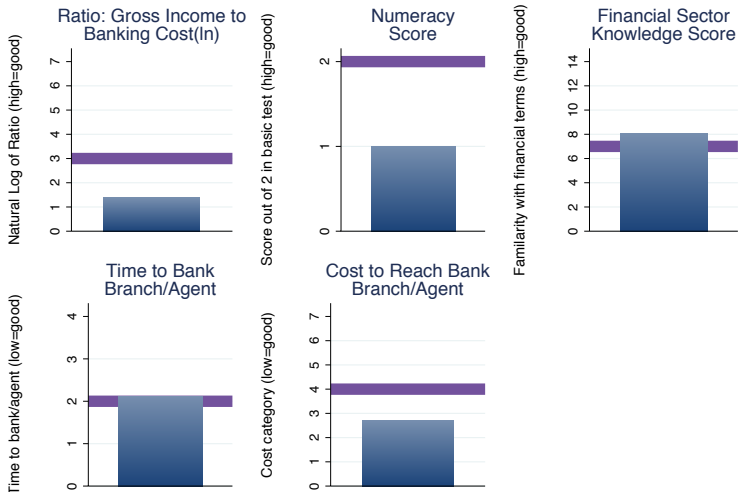 Ratio: Gross Income to
Banking Cost(ln)
Natural Log of Ratio (high=good)
7
6
5
4
3
2
1
0
Numeracy
Score
Score out of 2 in basic test (high=good)
2
1
0
Financial Sector
Knowledge Score
Familarity with financial terms (high=good)
14
12
10
8
6
4
2
0
Time to Bank
Branch/Agent
Time to bank/agent (low=good)
4
3
2
1
0
Cost to Reach Bank
Branch/Agent
Cost category (low=good)
7
6
5
4
3
2
1
0